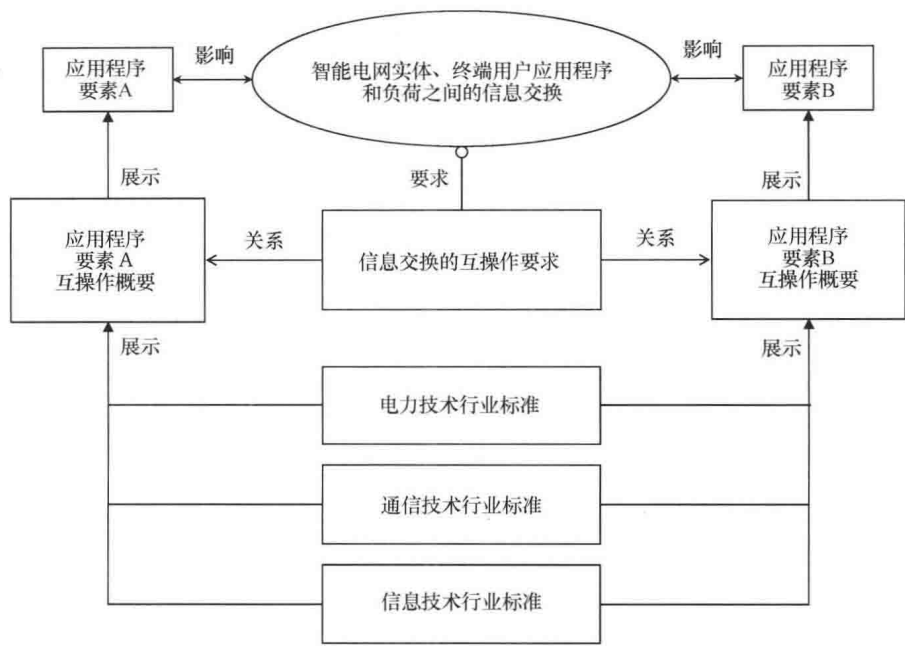 影响
影响
应用程序
要素A
智能电网实体、终端用户应用程序
和负荷之间的信息交换
应用程序
要素B
展示
要求
展示
应用程序
要素A
互操作概要
关系
信息交换的互操作要求
关系
应用程序
要素B
互操作概要
展示
展示
电力技术行业标准
通信技术行业标准
信息技术行业标准